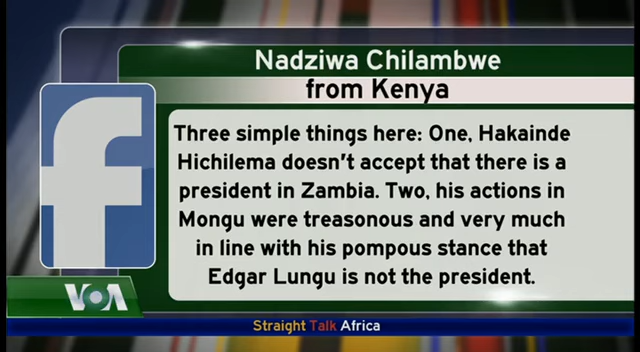 Nadziwa Chilambwe
from Kenya
Three simple things here: One, Hakainde
Hichilema doesn't accept that there is a
president in Zambia. Two, his actions in
Mongu were treasonous and very much
in line with his pompous stance that
Edgar Lungu is not the president.
f
VOA
Straight Talk Africa